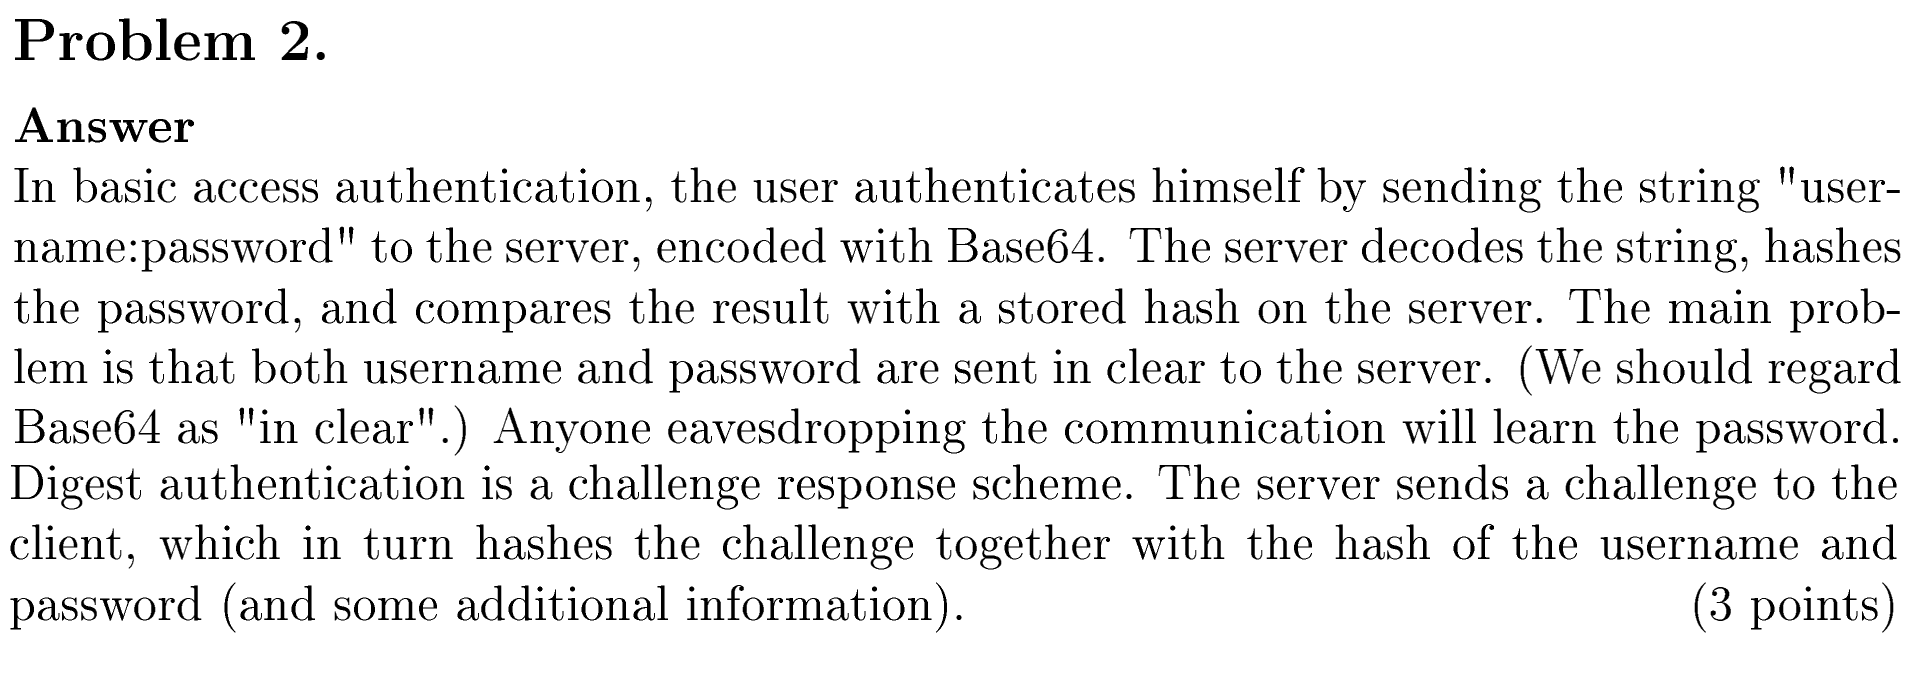 Problem 2.
Answer
In basic access authentication, the user authenticates himself by sending the string "user-
name:password" to the server, encoded with Base64. The server decodes the string, hashes
the password, and compares the result with a stored hash on the server. The main prob-
lem is that both username and password are sent in clear to the server. (We should regard
Base64 as "in clear".) Anyone eavesdropping the communication will learn the password.
Digest authentication is a challenge response scheme. The server sends a challenge to the
client, which in turn hashes the challenge together with the hash of the username and
password (and some additional information). (3 points)